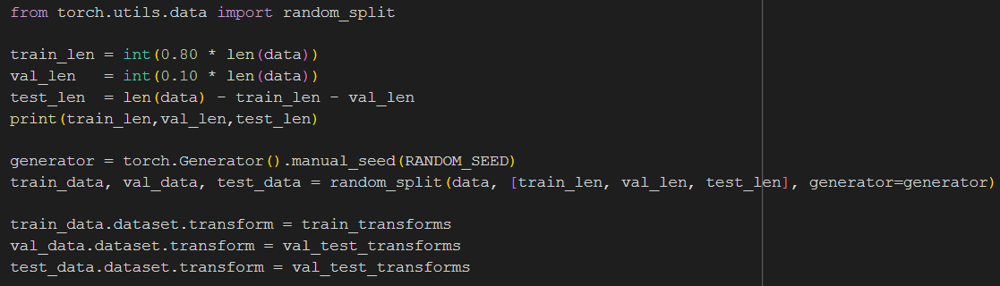 from torch.utils.data import random_split
train_len = int(0.80 * len(data))
val_len   = int(0.10 * len(data))
test_len  = len(data) - train_len - val_len
print(train_len,val_len,test_len)
generator = torch.Generator().manual_seed(RANDOM_SEED)
train_data, val_data, test_data = random_split(data, [train_len, val_len, test_len], generator=generator)
train_data.dataset.transform = train_transforms
val_data.dataset.transform = val_test_transforms
test_data.dataset.transform = val_test_transforms